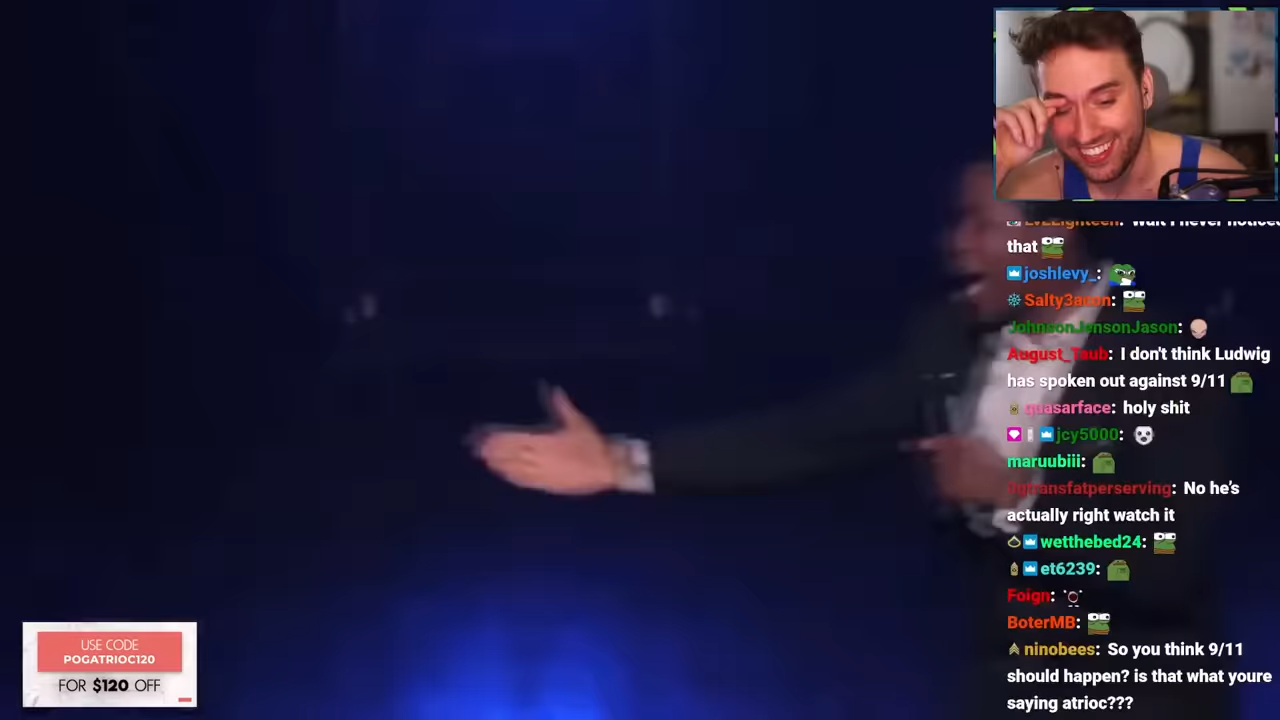 that
joshlevy_:
Salty3acon:
JohnsonJonsonJason:
August_Taub: I don't think Ludwig
has spoken out against 9/11
quasarface: holy shit
jcy5000:
maruubiii:
No he's
actually right watch it
wetthebed24:
et6239:
Foign:
BoterMB:
ninobees: So you think 9/11
should happen? is that what youre
saying atrioc???
USE CODE
POGATRIOC120
FOR $120 OFF